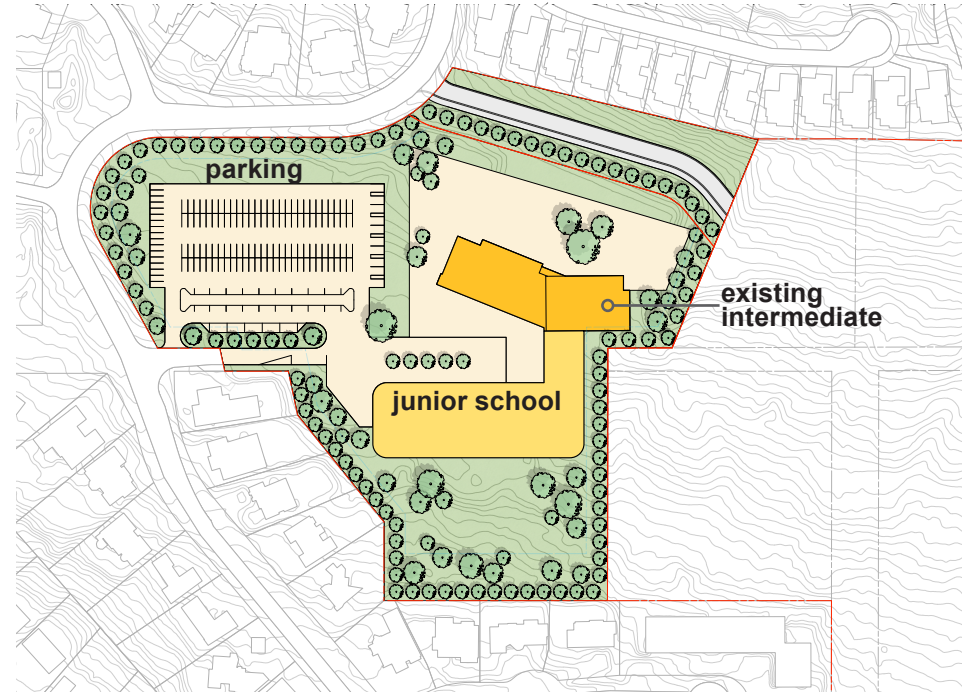 parking
existing
intermediate
junior school